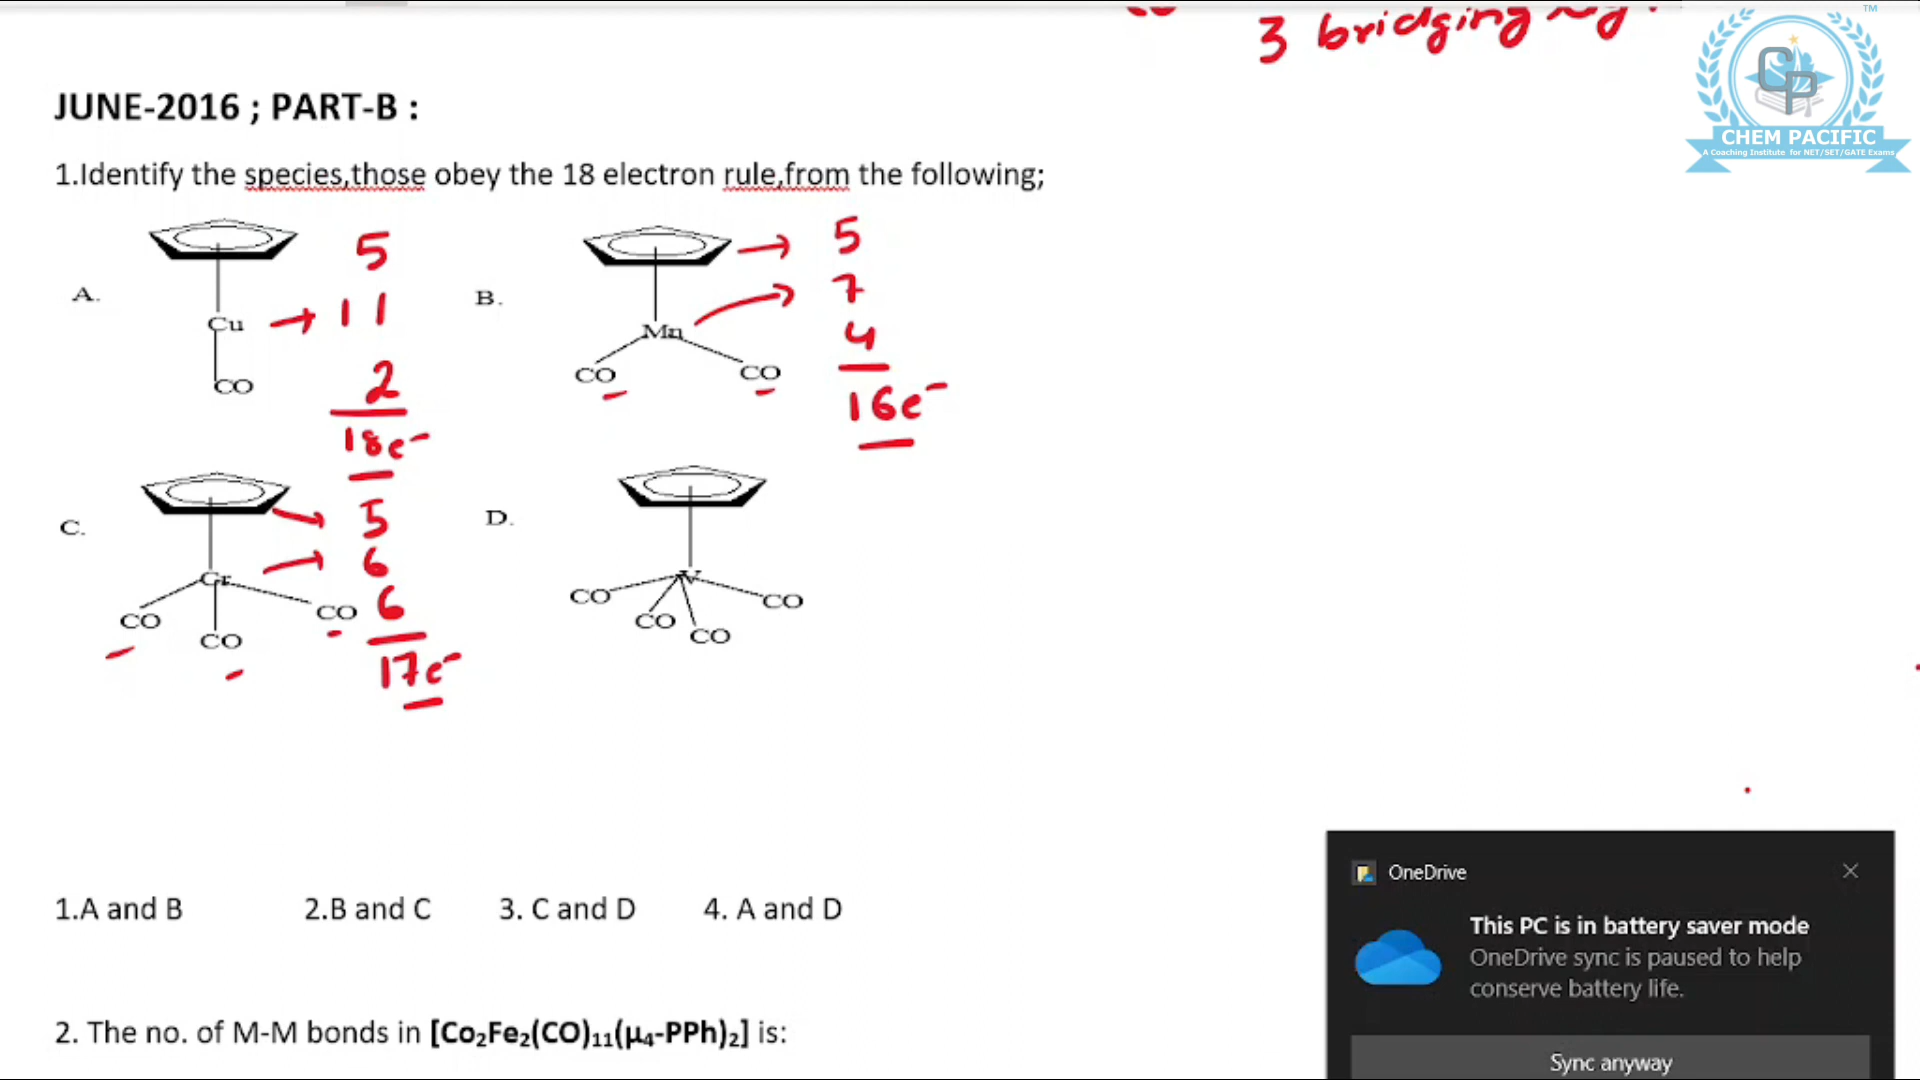 3 bridging
TM
CP
CHEM PACIFIC
A Coaching Institute for NET/SET/GATE Exams
JUNE-2016 ; PART-B :
1.Identify the species,those obey the 18 electron rule,from the following;
A.
Cu
CO
5
11
2
18e-
B.
Mn
CO CO
5
7
4
16e-
C.
Cr
CO CO CO
5
6
6
17e-
D.
V
CO CO CO CO
1.A and B 2.B and C 3. C and D 4. A and D
2. The no. of M-M bonds in [Co₂Fe₂(CO)₁₁(μ₄-PPh)₂] is:
OneDrive
This PC is in battery saver mode
OneDrive sync is paused to help
conserve battery life.
Sync anyway